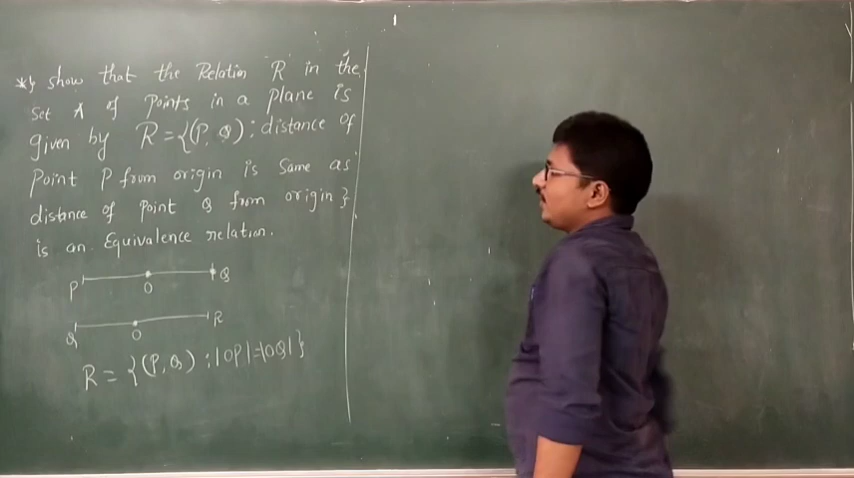 * show that the Relation 'R' in the
set A of Points in a plane is
given by R = {(P, Q) : distance of
Point P from origin is same as
distance of Point Q from origin}
is an Equivalence relation.
P O Q
Q O R
R = {(P, Q) : |OP| = |OQ|}